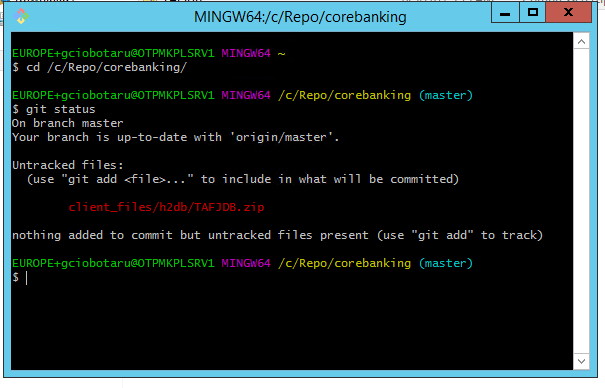 MINGW64:/c/Repo/corebanking
EUROPE+gciobotaru@OTPMKPLSRV1 MINGW64 ~
$ cd /c/Repo/corebanking/
EUROPE+gciobotaru@OTPMKPLSRV1 MINGW64 /c/Repo/corebanking (master)
$ git status
On branch master
Your branch is up-to-date with 'origin/master'.
Untracked files:
  (use "git add <file>..." to include in what will be committed)
        client_files/h2db/TAFJDB.zip
nothing added to commit but untracked files present (use "git add" to track)
EUROPE+gciobotaru@OTPMKPLSRV1 MINGW64 /c/Repo/corebanking (master)
$